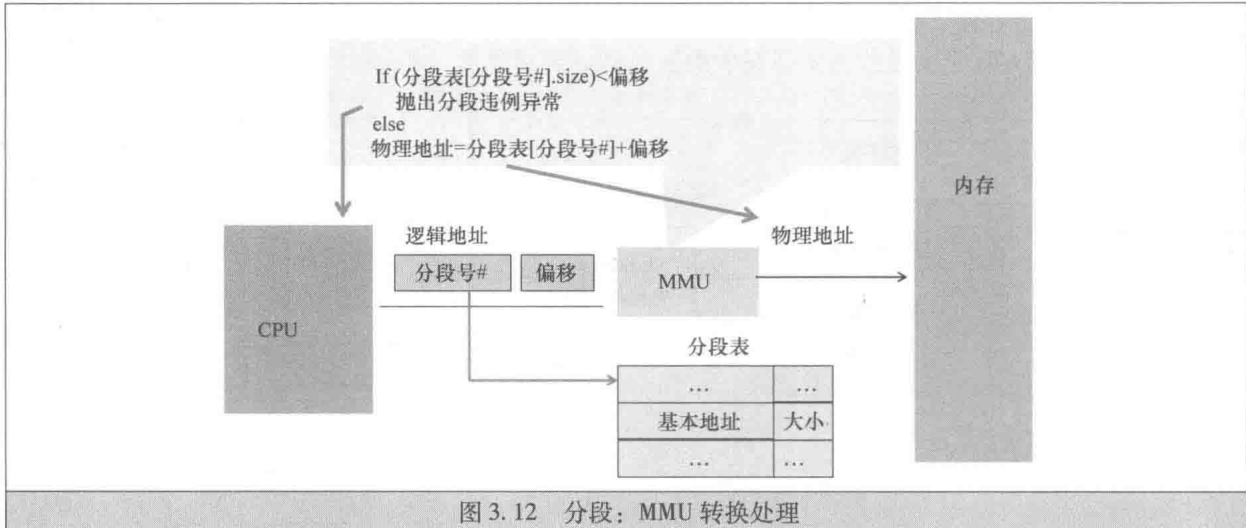 If (分段表[分段号#].size)<偏移
抛出分段违例异常
else
物理地址=分段表[分段号#]+偏移
内存
逻辑地址
物理地址
分段号#
偏移
MMU
CPU
分段表
…
…
基本地址
大小
…
…
图 3.12 分段：MMU 转换处理